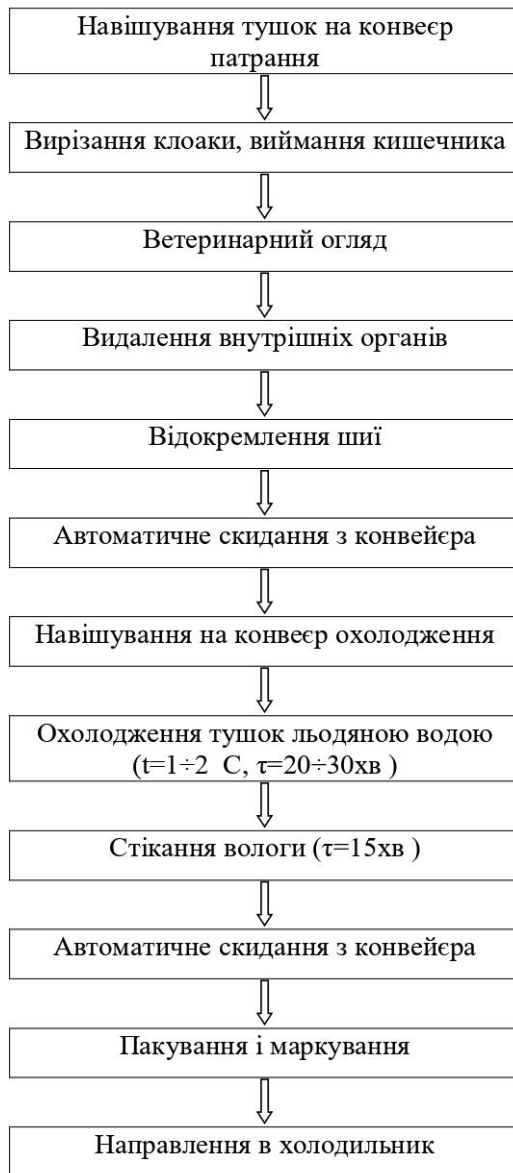 Навішування тушок на конвеєр
патрання
Вирізання клоаки, виймання кишечника
Ветеринарний огляд
Видалення внутрішніх органів
Відокремлення шиї
Автоматичне скидання з конвейєра
Навішування на конвеєр охолодження
Охолодження тушок льодяною водою
(t=1÷2 С, τ=20÷30хв )
Стікання вологи (τ=15хв )
Автоматичне скидання з конвейєра
Пакування і маркування
Направлення в холодильник